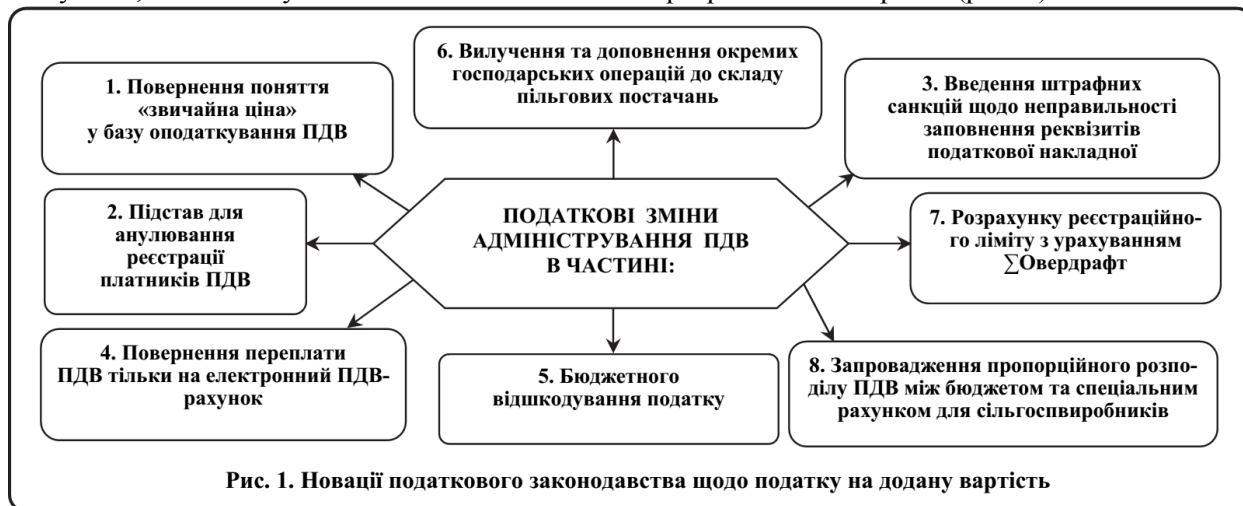 6. Вилучення та доповнення окремих
господарських операцій до складу
пільгових постачань
1. Повернення поняття
«звичайна ціна»
у базу оподаткування ПДВ
3. Введення штрафних
санкцій щодо неправильності
заповнення реквізитів
податкової накладної
2. Підстав для
анулювання
реєстрації
платників ПДВ
ПОДАТКОВІ ЗМІНИ
АДМІНІСТРУВАННЯ ПДВ
В ЧАСТИНІ:
7. Розрахунку реєстраційно-
го ліміту з урахуванням
∑Овердрафт
4. Повернення переплати
ПДВ тільки на електронний ПДВ-
рахунок
5. Бюджетного
відшкодування податку
8. Запровадження пропорційного розпо-
ділу ПДВ між бюджетом та спеціальним
рахунком для сільгоспвиробників
Рис. 1. Новації податкового законодавства щодо податку на додану вартість